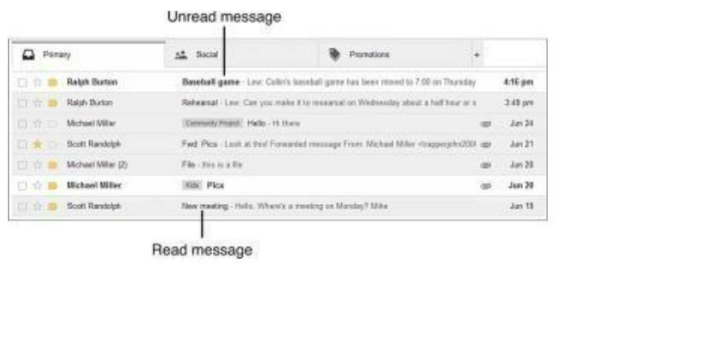 Unread message
Primary Social Promotions +
Ralph Burton Baseball game - Lew: Collin's baseball game has been moved to 7:00 on Thursday 4:16 pm
Ralph Burton Rehearsal - Lew: Can you make it to rehearsal on Wednesday about a half hour or s 3:48 pm
Michael Miller Community Project Hello - Hi there Jun 24
Scott Randolph Fwd: Pics - Look at this! Forwarded message From: Michael Miller Jun 21
Michael Miller (2) File - this is a file Jun 20
Michael Miller Kids Pics Jun 20
Scott Randolph New meeting - Hello, Where's a meeting on Monday? Mike Jun 19
Read message